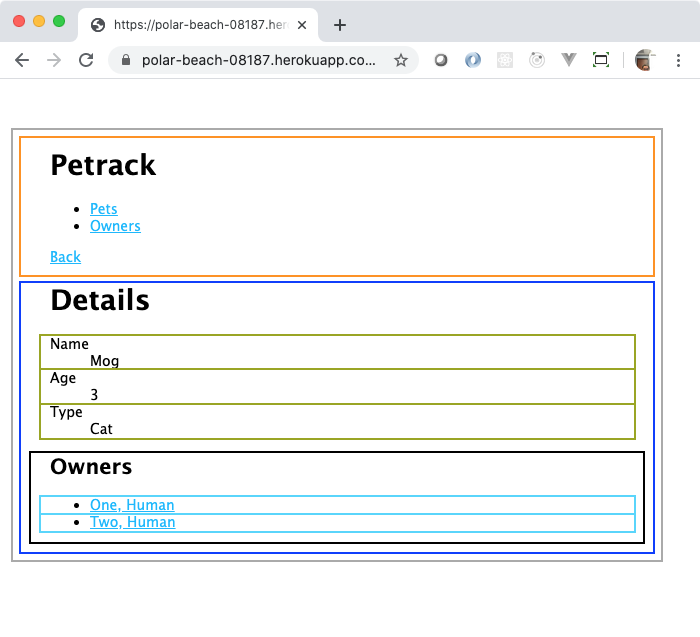 https://polar-beach-08187.her
polar-beach-08187.herokuapp.co...
Petrack
Pets
Owners
Back
Details
Name
Mog
Age
3
Type
Cat
Owners
One, Human
Two, Human